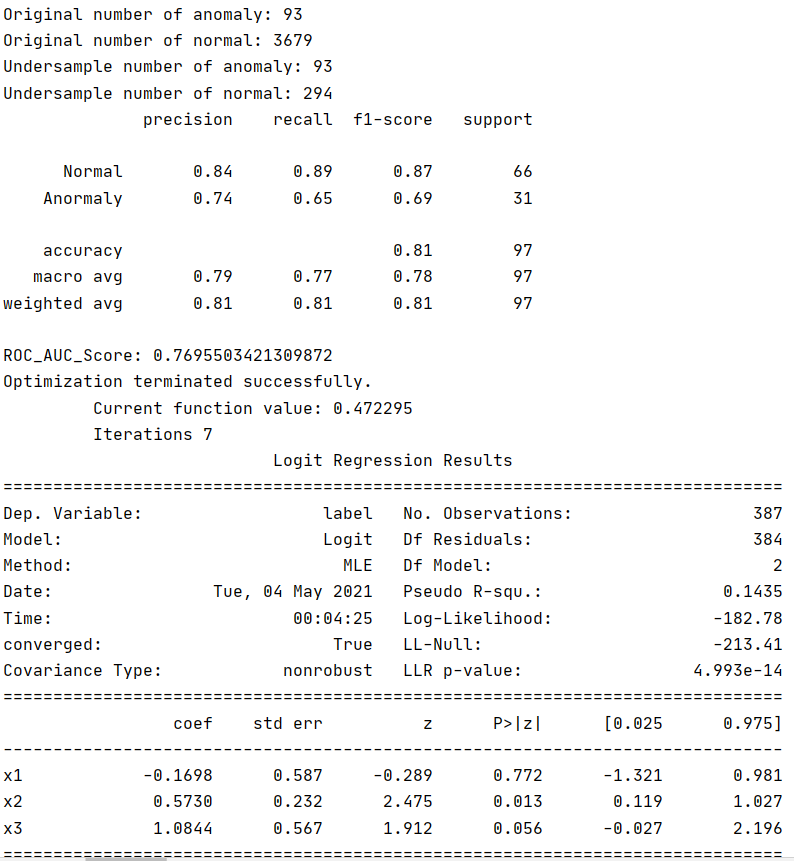 Original number of anomaly: 93
Original number of normal: 3679
Undersample number of anomaly: 93
Undersample number of normal: 294
              precision    recall  f1-score   support

      Normal       0.84      0.89      0.87        66
    Anormaly       0.74      0.65      0.69        31

    accuracy                           0.81        97
   macro avg       0.79      0.77      0.78        97
weighted avg       0.81      0.81      0.81        97

ROC_AUC_Score: 0.7695503421309872
Optimization terminated successfully.
         Current function value: 0.472295
         Iterations 7
                           Logit Regression Results
==============================================================================
Dep. Variable:                  label   No. Observations:                  387
Model:                          Logit   Df Residuals:                      384
Method:                           MLE   Df Model:                            2
Date:                Tue, 04 May 2021   Pseudo R-squ.:                  0.1435
Time:                        00:04:25   Log-Likelihood:                -182.78
converged:                       True   LL-Null:                       -213.41
Covariance Type:            nonrobust   LLR p-value:                 4.993e-14
==============================================================================
                 coef    std err          z      P>|z|      [0.025      0.975]
------------------------------------------------------------------------------
x1            -0.1698      0.587     -0.289      0.772      -1.321       0.981
x2             0.5730      0.232      2.475      0.013       0.119       1.027
x3             1.0844      0.567      1.912      0.056      -0.027       2.196
==============================================================================